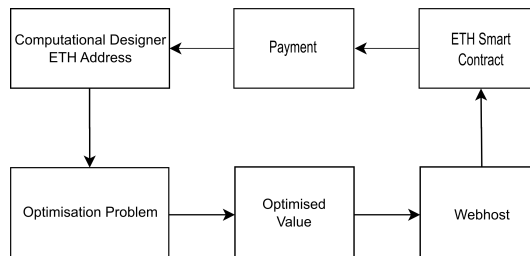 Computational Designer
ETH Address
Payment
ETH Smart
Contract
Optimisation Problem
Optimised
Value
Webhost